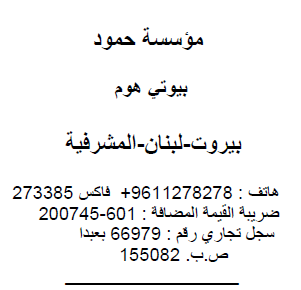 مؤسسة حمود
بيوتي هوم
بيروت-لبنان-المشرفية
هاتف : 9611278278+ فاكس 273385
ضريبة القيمة المضافة : 601-200745
سجل تجاري رقم : 66979 بعبدا
ص.ب. 155082